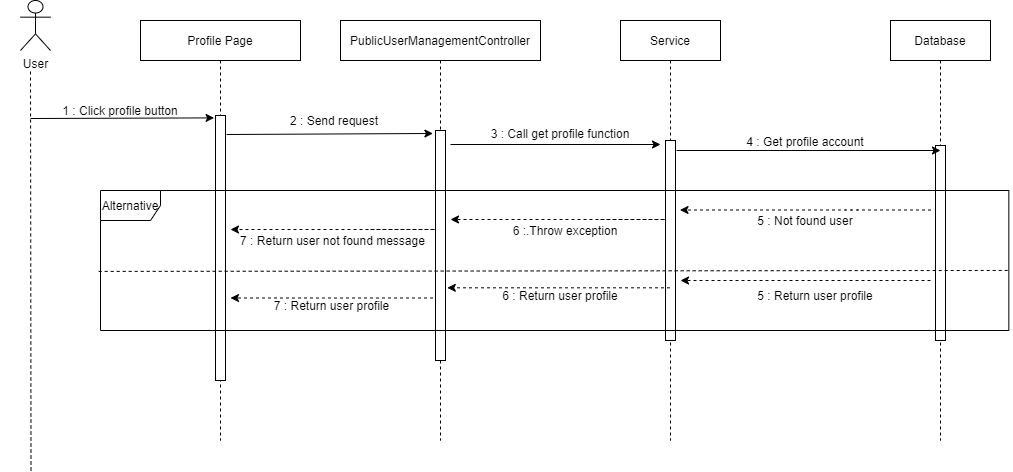 Profile Page
PublicUserManagementController
Service
Database
User
1 : Click profile button
2 : Send request
3 : Call get profile function
4 : Get profile account
Alternative
5 : Not found user
6 :.Throw exception
7 : Return user not found message
5 : Return user profile
6 : Return user profile
7 : Return user profile